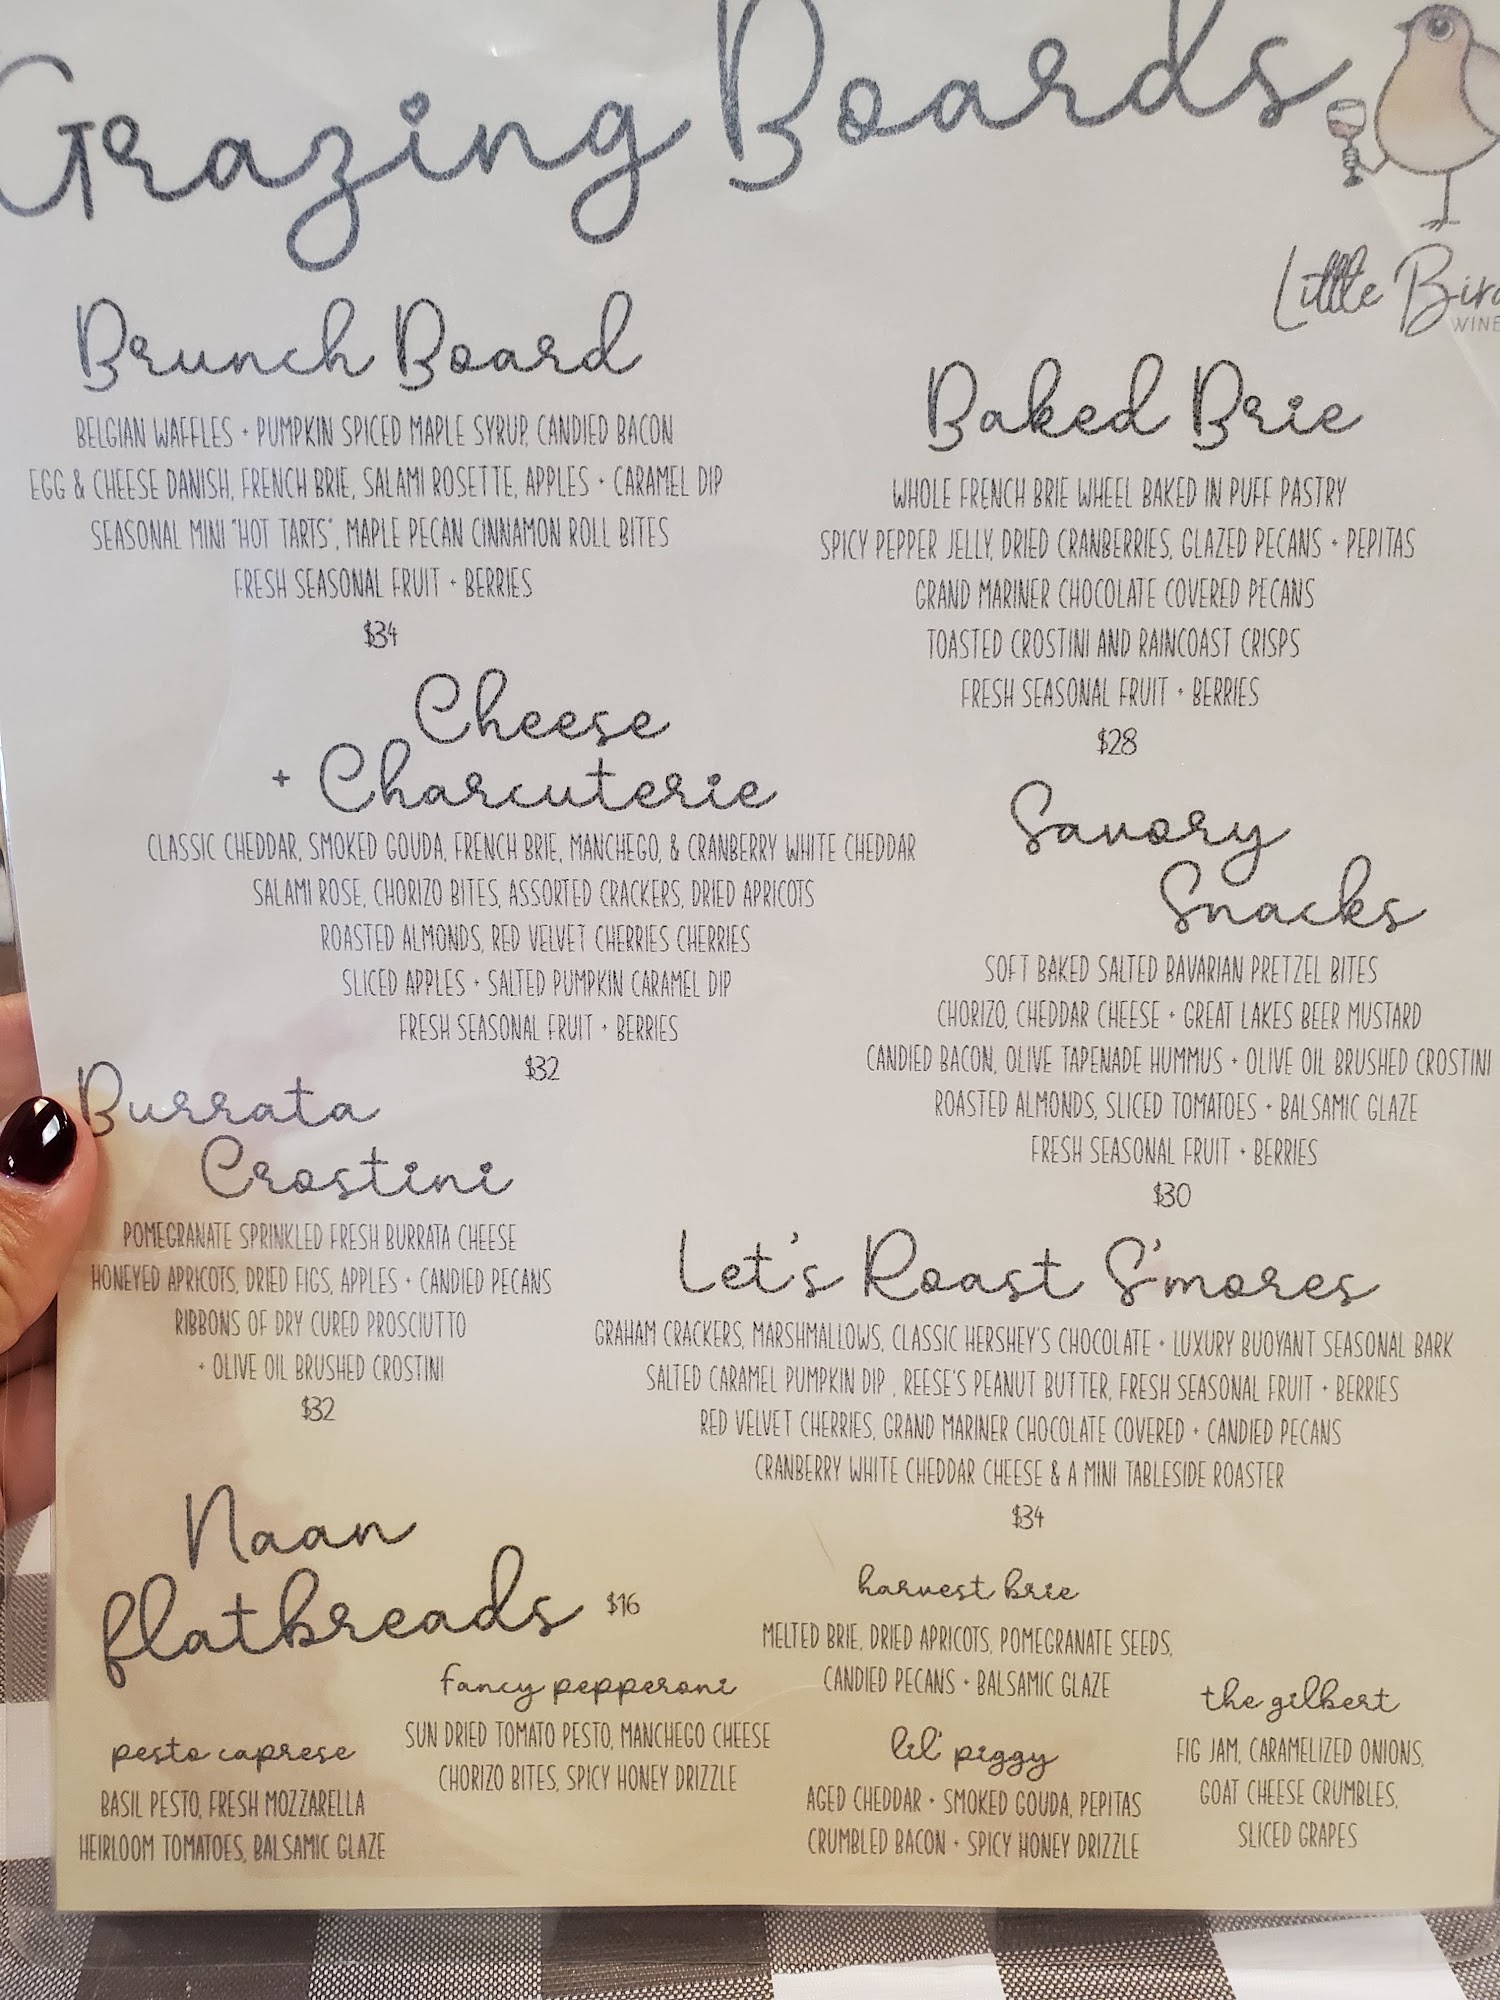 Grazing Boards
Little Bird
WINE
Brunch Board
BELGIAN WAFFLES + PUMPKIN SPICED MAPLE SYRUP, CANDIED BACON
EGG & CHEESE DANISH, FRENCH BRIE, SALAMI ROSETTE, APPLES + CARAMEL DIP
SEASONAL MINI "HOT TARTS", MAPLE PECAN CINNAMON ROLL BITES
FRESH SEASONAL FRUIT + BERRIES
$34
Baked Brie
WHOLE FRENCH BRIE WHEEL BAKED IN PUFF PASTRY
SPICY PEPPER JELLY, DRIED CRANBERRIES, GLAZED PECANS + PEPITAS
GRAND MARINER CHOCOLATE COVERED PECANS
TOASTED CROSTINI AND RAINCOAST CRISPS
FRESH SEASONAL FRUIT + BERRIES
$28
Cheese
+ Charcuterie
CLASSIC CHEDDAR, SMOKED GOUDA, FRENCH BRIE, MANCHEGO, & CRANBERRY WHITE CHEDDAR
SALAMI ROSE, CHORIZO BITES, ASSORTED CRACKERS, DRIED APRICOTS
ROASTED ALMONDS, RED VELVET CHERRIES CHERRIES
SLICED APPLES + SALTED PUMPKIN CARAMEL DIP
FRESH SEASONAL FRUIT + BERRIES
$32
Savory
Snacks
SOFT BAKED SALTED BAVARIAN PRETZEL BITES
CHORIZO, CHEDDAR CHEESE + GREAT LAKES BEER MUSTARD
CANDIED BACON, OLIVE TAPENADE HUMMUS + OLIVE OIL BRUSHED CROSTINI
ROASTED ALMONDS, SLICED TOMATOES + BALSAMIC GLAZE
FRESH SEASONAL FRUIT + BERRIES
$30
Burrata
Crostini
POMEGRANATE SPRINKLED FRESH BURRATA CHEESE
HONEYED APRICOTS, DRIED FIGS, APPLES + CANDIED PECANS
RIBBONS OF DRY CURED PROSCIUTTO
+ OLIVE OIL BRUSHED CROSTINI
$32
Let's Roast S'mores
GRAHAM CRACKERS, MARSHMALLOWS, CLASSIC HERSHEY'S CHOCOLATE + LUXURY BUOYANT SEASONAL BARK
SALTED CARAMEL PUMPKIN DIP , REESE'S PEANUT BUTTER, FRESH SEASONAL FRUIT + BERRIES
RED VELVET CHERRIES, GRAND MARINER CHOCOLATE COVERED + CANDIED PECANS
CRANBERRY WHITE CHEDDAR CHEESE & A MINI TABLESIDE ROASTER
$34
Naan
flatbreads $16
pesto caprese
BASIL PESTO, FRESH MOZZARELLA
HEIRLOOM TOMATOES, BALSAMIC GLAZE
fancy pepperoni
SUN DRIED TOMATO PESTO, MANCHEGO CHEESE
CHORIZO BITES, SPICY HONEY DRIZZLE
harvest brie
MELTED BRIE, DRIED APRICOTS, POMEGRANATE SEEDS,
CANDIED PECANS + BALSAMIC GLAZE
lil' piggy
AGED CHEDDAR + SMOKED GOUDA, PEPITAS
CRUMBLED BACON + SPICY HONEY DRIZZLE
the gilbert
FIG JAM, CARAMELIZED ONIONS,
GOAT CHEESE CRUMBLES,
SLICED GRAPES